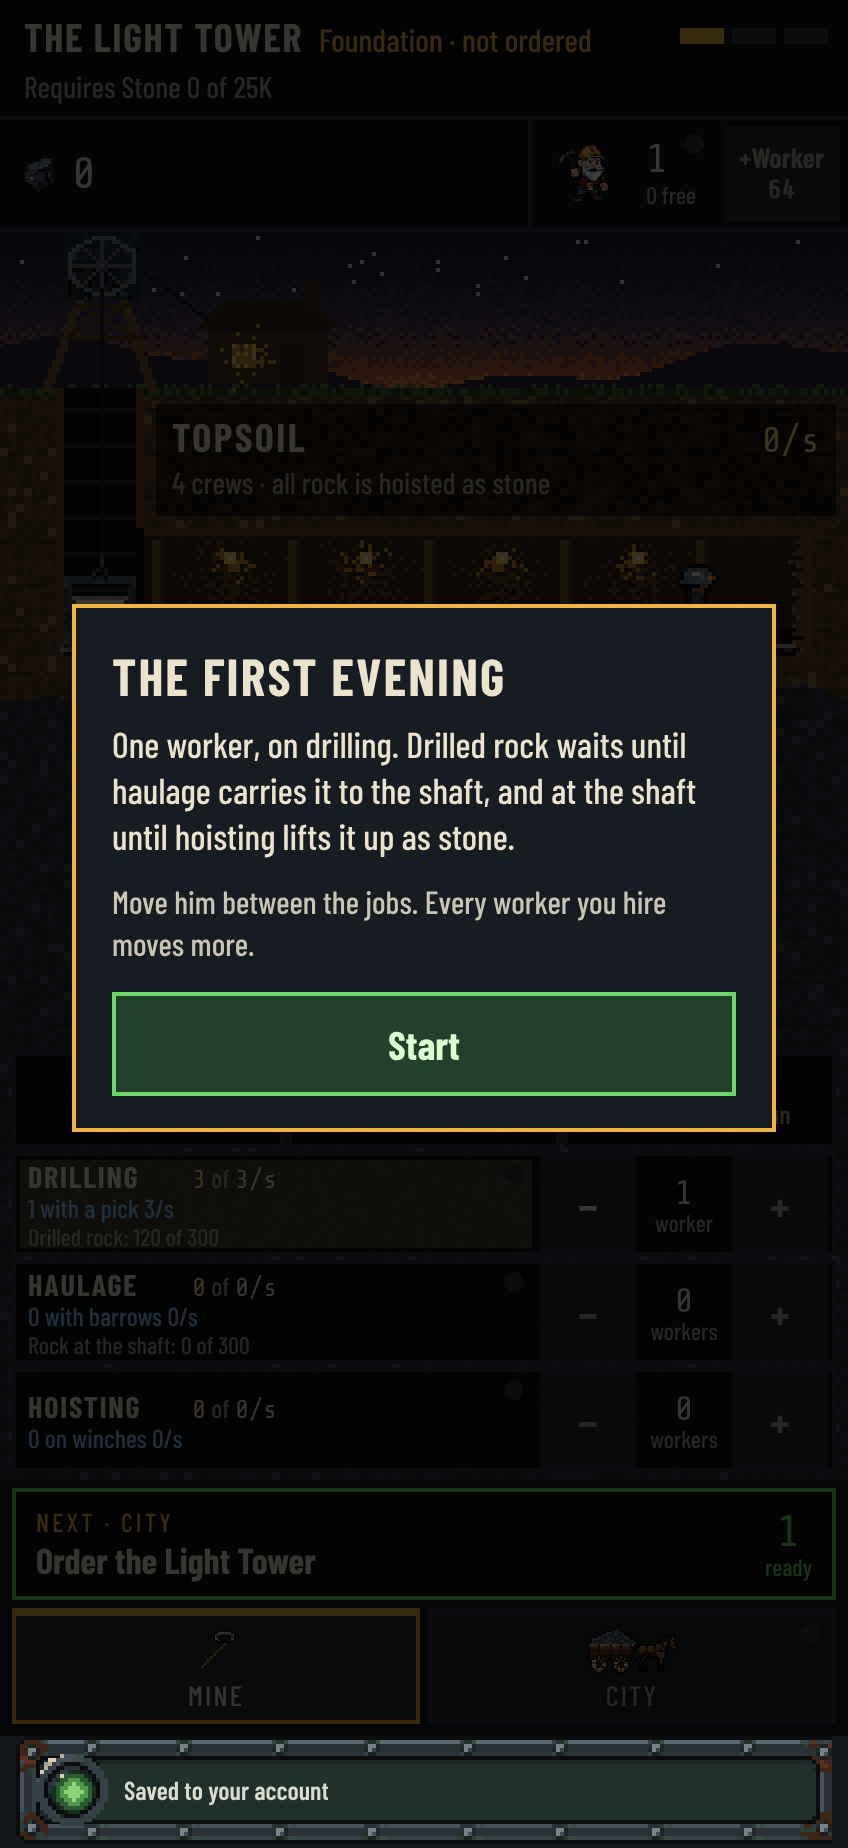 THE LIGHT TOWER Foundation · not ordered
Requires Stone 0 of 25K
0
1
0 free
+Worker
64
TOPSOIL 0/s
4 crews · all rock is hoisted as stone
THE FIRST EVENING
One worker, on drilling. Drilled rock waits until
haulage carries it to the shaft, and at the shaft
until hoisting lifts it up as stone.
Move him between the jobs. Every worker you hire
moves more.
Start
DRILLING 3 of 3/s
1 with a pick 3/s
Drilled rock: 120 of 300
− 1 +
worker
HAULAGE 0 of 0/s
0 with barrows 0/s
Rock at the shaft: 0 of 300
− 0 +
workers
HOISTING 0 of 0/s
0 on winches 0/s
− 0 +
workers
NEXT · CITY
Order the Light Tower
1
ready
MINE
CITY
Saved to your account